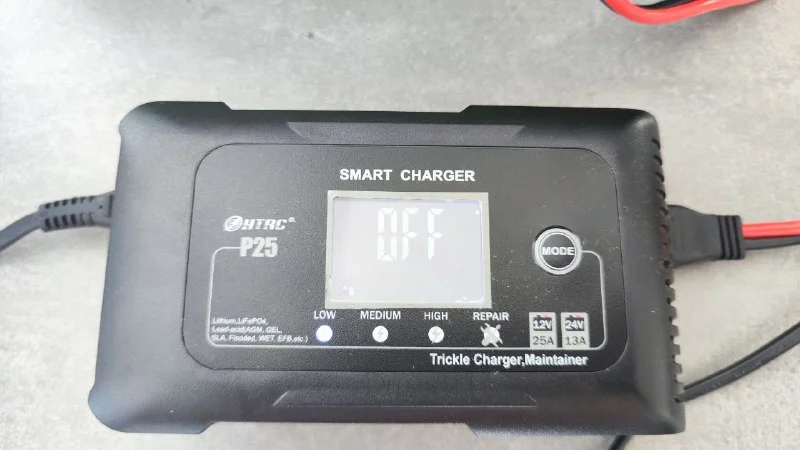 SMART CHARGER
HTRC®
P25
OFF
MODE
LOW MEDIUM HIGH REPAIR
12V 24V
25A 13A
Lithium,LiFePO4,
Lead-acid(AGM, GEL,
SLA, Flooded, WET, EFB,etc.)
Trickle Charger,Maintainer